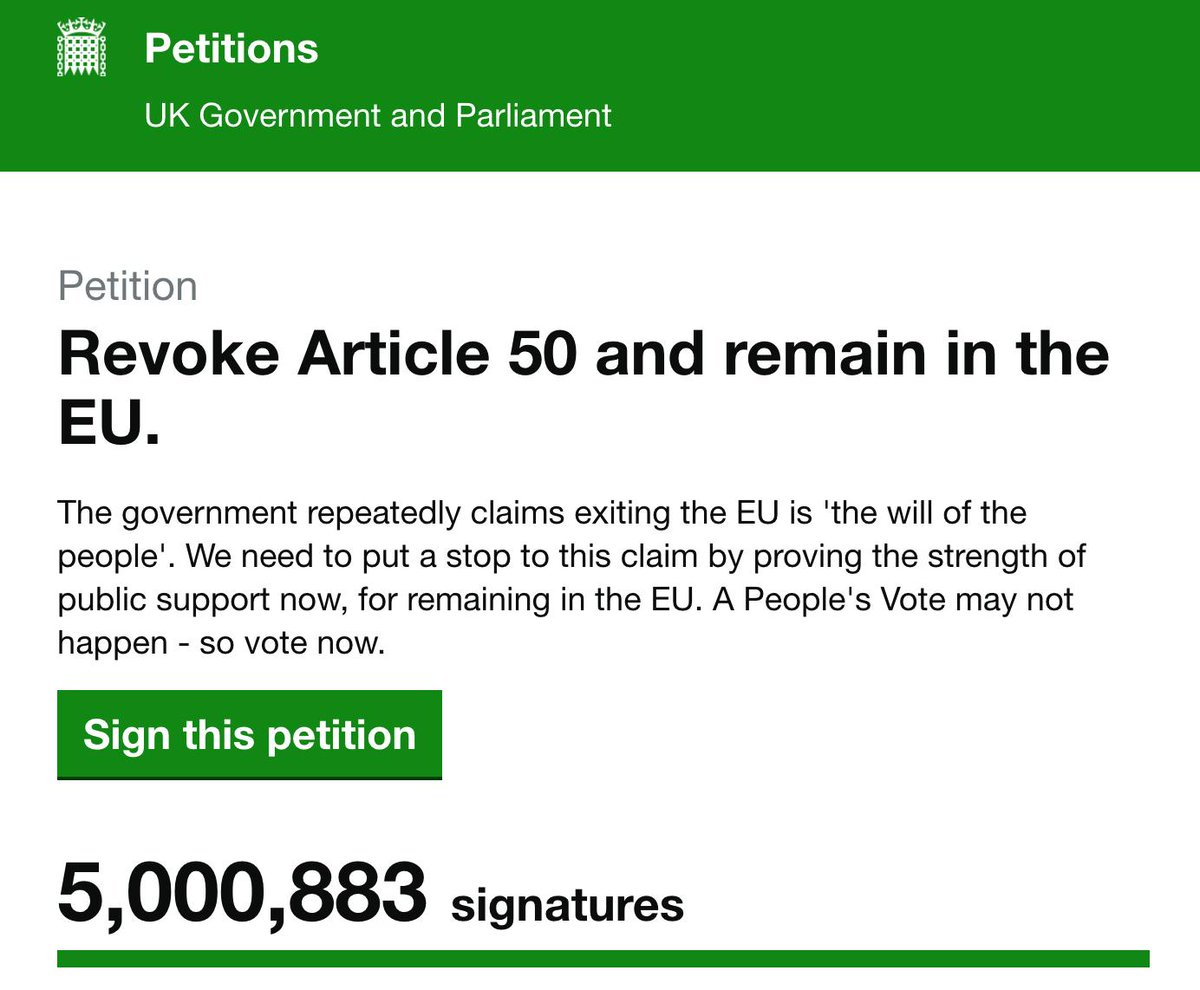 Petitions
UK Government and Parliament
Petition
Revoke Article 50 and remain in the
EU.
The government repeatedly claims exiting the EU is 'the will of the
people'. We need to put a stop to this claim by proving the strength of
public support now, for remaining in the EU. A People's Vote may not
happen - so vote now.
Sign this petition
5,000,883 signatures